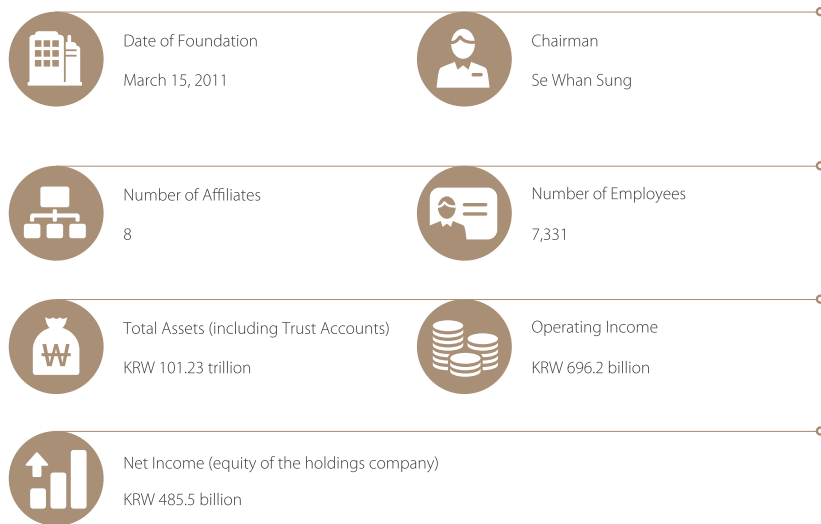 Date of Foundation
March 15, 2011
Chairman
Se Whan Sung
Number of Affiliates
8
Number of Employees
7,331
Total Assets (including Trust Accounts)
KRW 101.23 trillion
Operating Income
KRW 696.2 billion
Net Income (equity of the holdings company)
KRW 485.5 billion